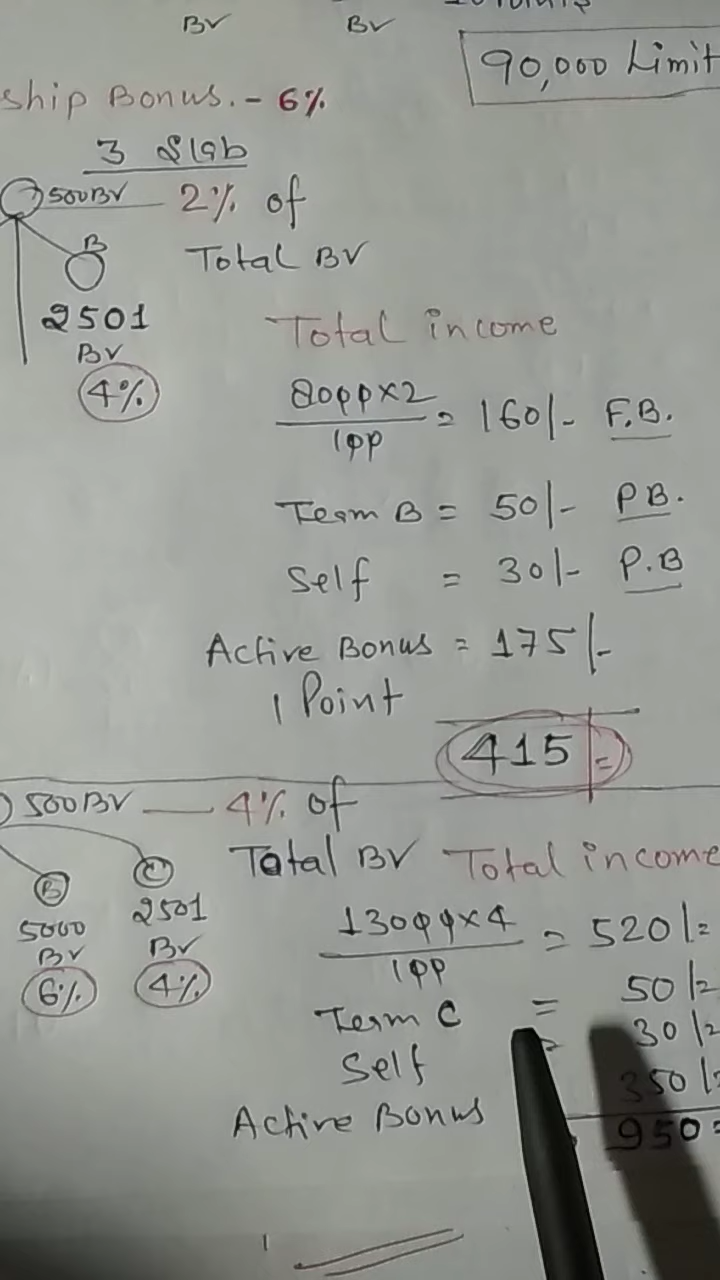 BV BV
90,000 Limit
ship Bonus. - 6%
3 Slab
500BV 2% of
B
Total BV
2501
BV
4%
Total income
8000×2 / 100 = 160/- F.B.
Team B = 50/- P.B.
Self = 30/- P.B
Active Bonus = 175/-
1 Point
415/=
500BV 4% of
Total BV Total income
B C
5000 2501
BV BV
6% 4%
13000×4 / 100 = 520/=
Team C = 50/=
Self = 30/=
Active Bonus 350/=
950=